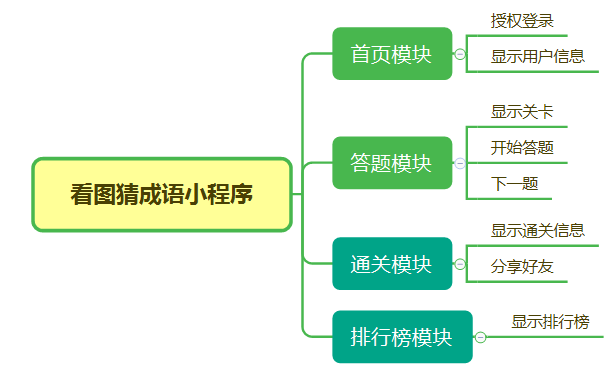 看图猜成语小程序
首页模块
授权登录
显示用户信息
答题模块
显示关卡
开始答题
下一题
通关模块
显示通关信息
分享好友
排行榜模块
显示排行榜